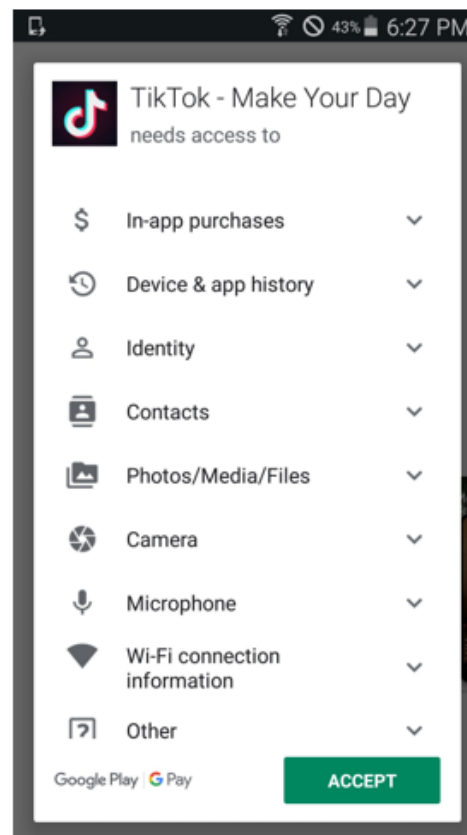 43% 6:27 PM
TikTok - Make Your Day
needs access to
$ In-app purchases
Device & app history
Identity
Contacts
Photos/Media/Files
Camera
Microphone
Wi-Fi connection
information
? Other
Google Play | G Pay
ACCEPT